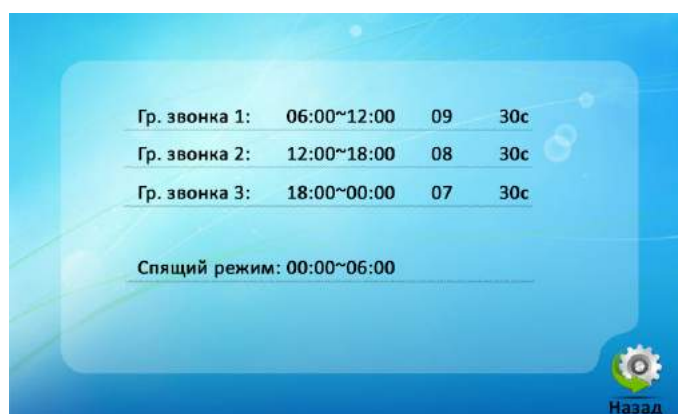 Гр. звонка 1: 06:00~12:00 09 30с
Гр. звонка 2: 12:00~18:00 08 30с
Гр. звонка 3: 18:00~00:00 07 30с
Спящий режим: 00:00~06:00
Назад